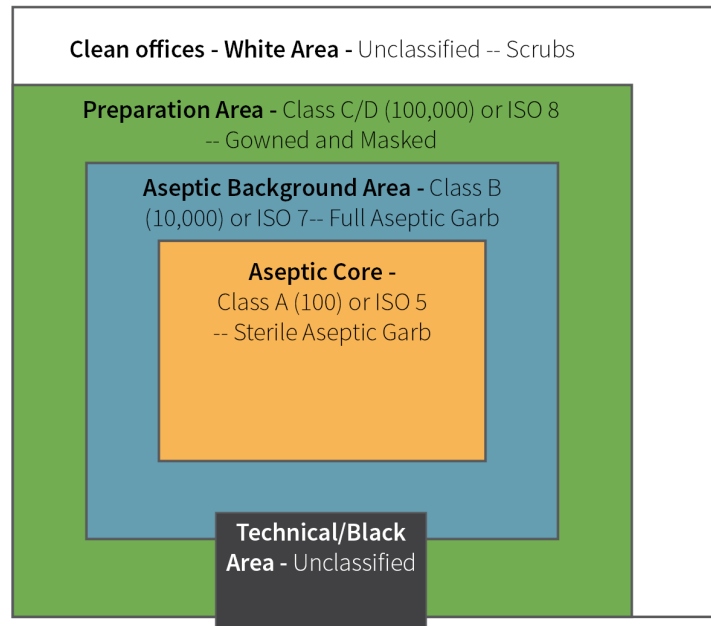 Clean offices - White Area - Unclassified -- Scrubs
Preparation Area - Class C/D (100,000) or ISO 8
-- Gowned and Masked
Aseptic Background Area - Class B
(10,000) or ISO 7-- Full Aseptic Garb
Aseptic Core -
Class A (100) or ISO 5
-- Sterile Aseptic Garb
Technical/Black
Area - Unclassified